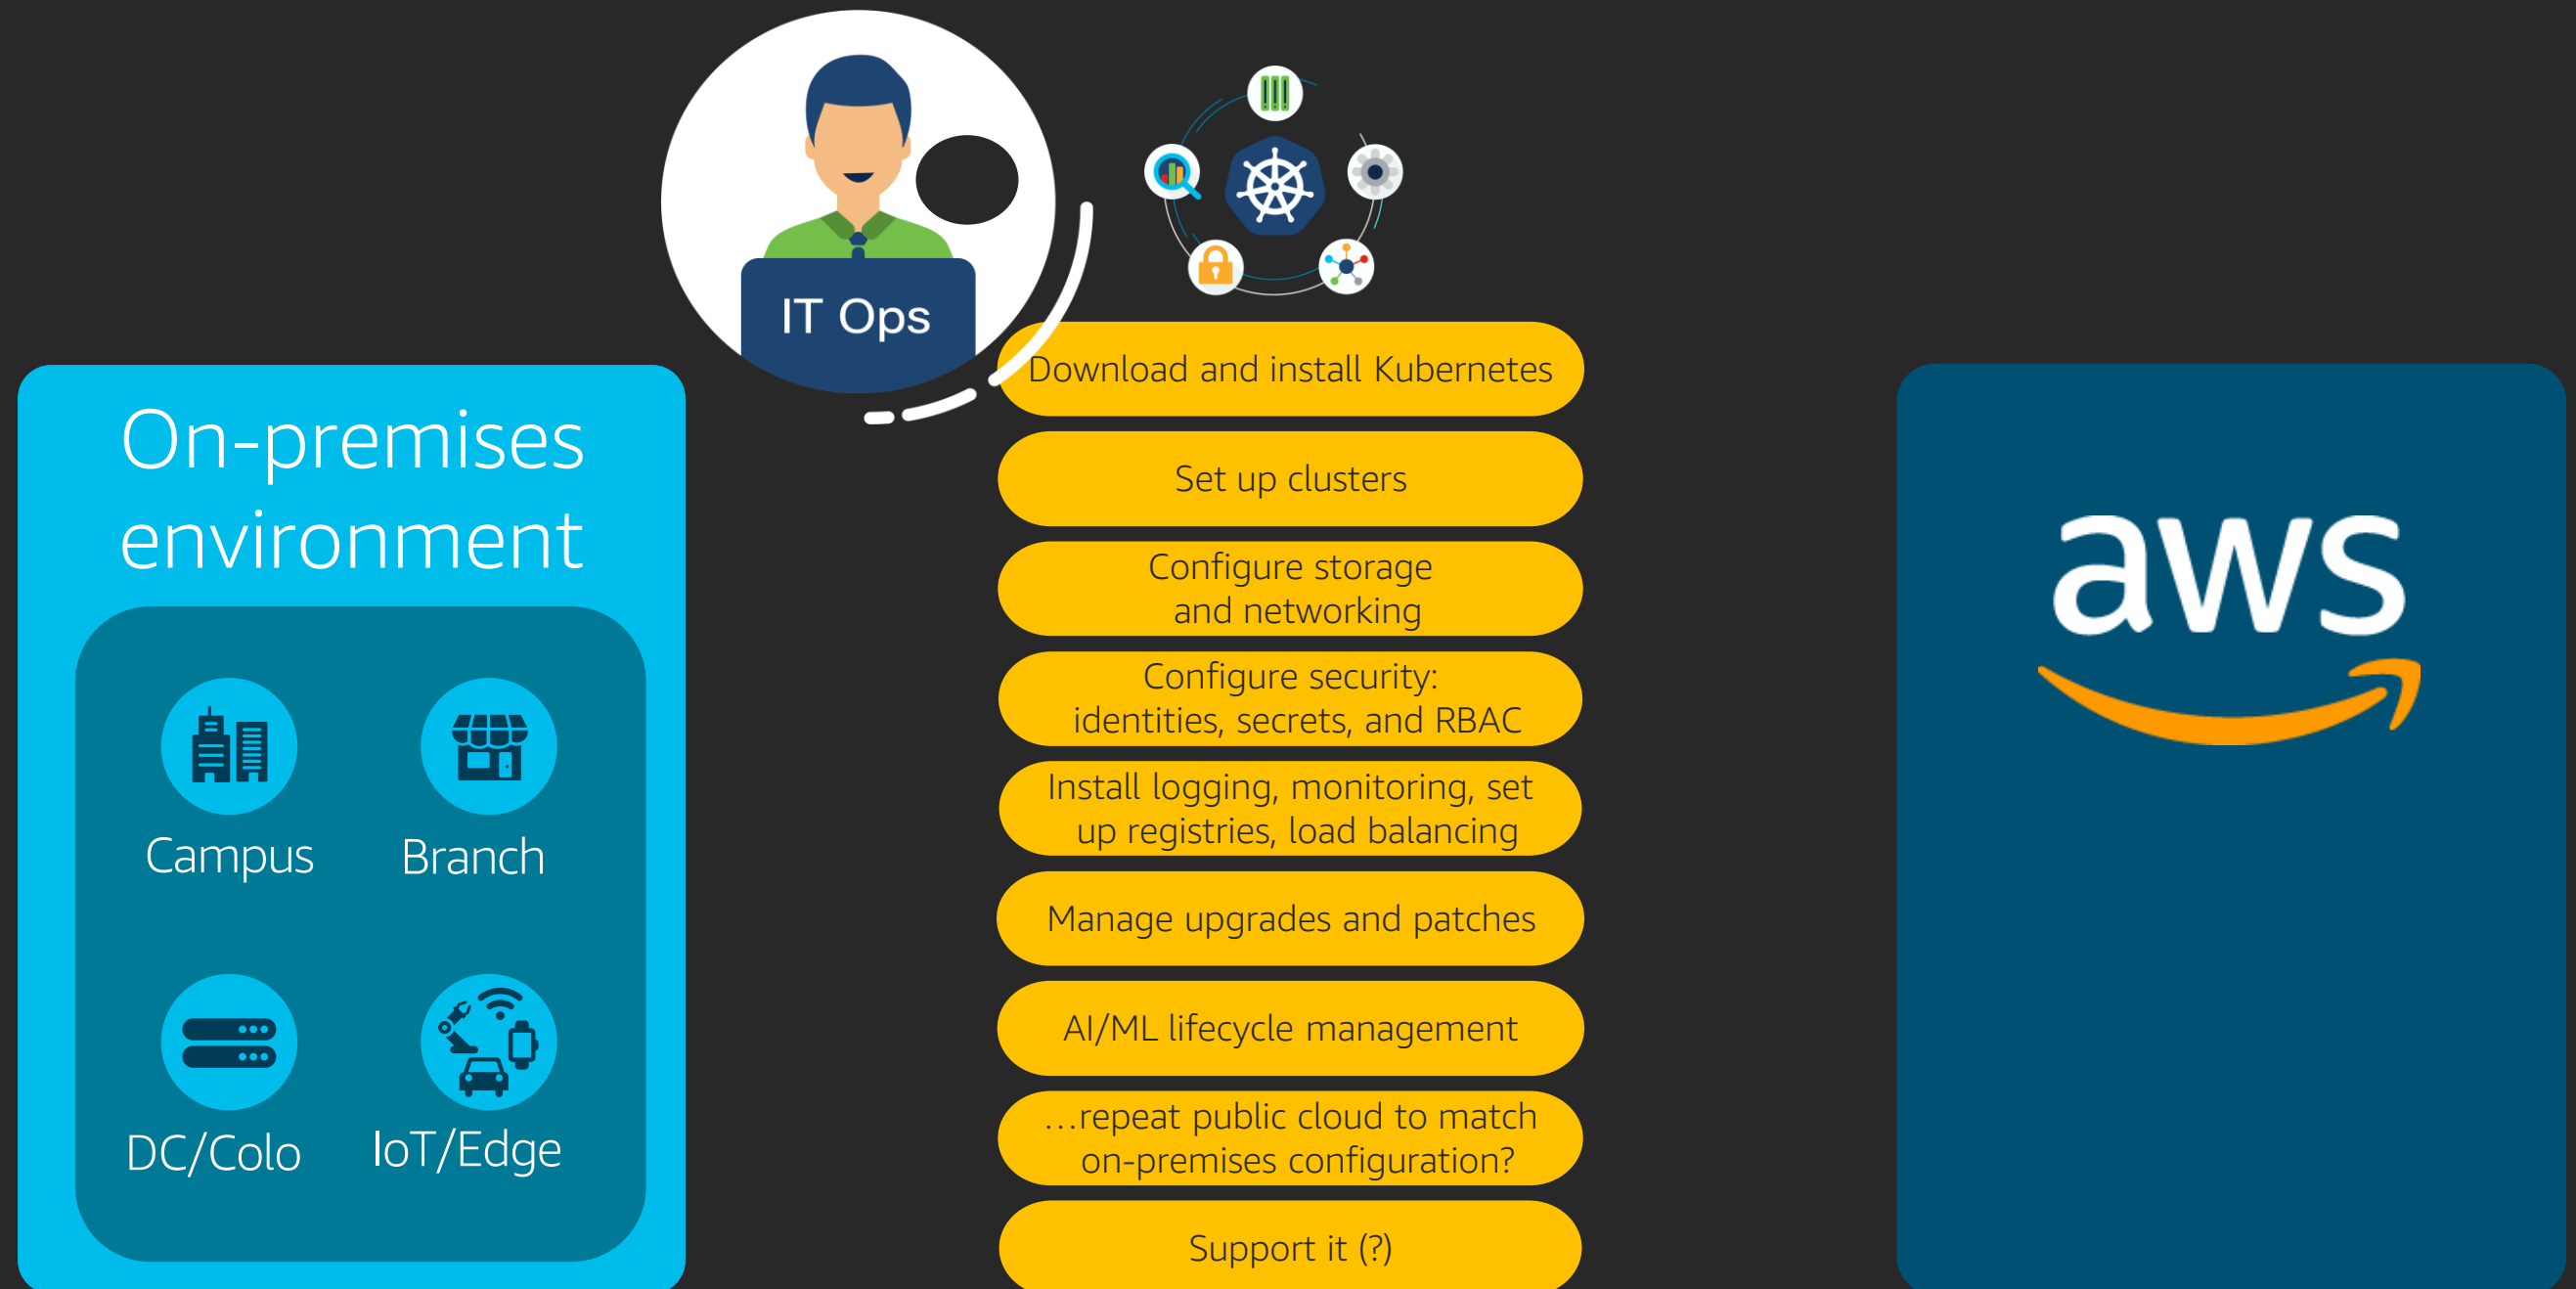 IT Ops
On-premises
environment
Campus
Branch
DC/Colo
IoT/Edge
Download and install Kubernetes
Set up clusters
Configure storage
and networking
Configure security:
identities, secrets, and RBAC
Install logging, monitoring, set
up registries, load balancing
Manage upgrades and patches
AI/ML lifecycle management
...repeat public cloud to match
on-premises configuration?
Support it (?)
aws